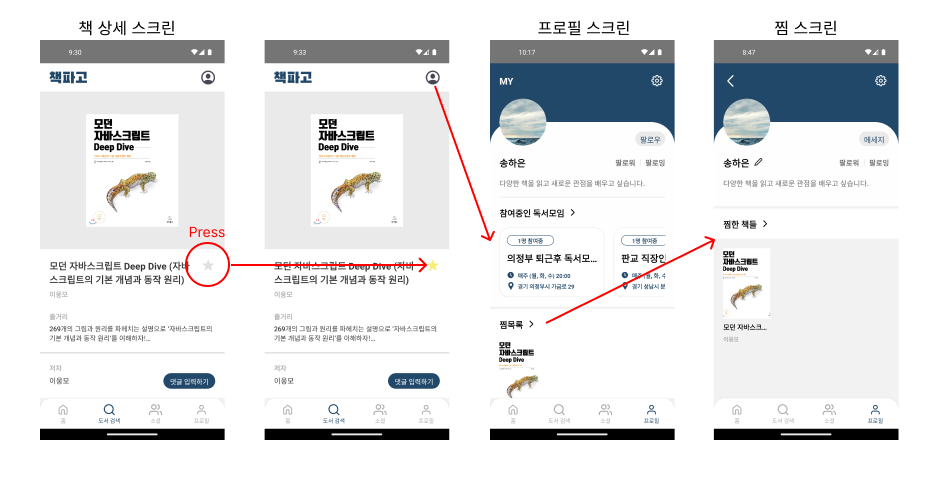 책 상세 스크린
9:30
책파고
모던
자바스크립트
Deep Dive
Press
모던 자바스크립트 Deep Dive (자바
스크립트의 기본 개념과 동작 원리)
이웅모
줄거리
269개의 그림과 원리를 파헤치는 설명으로 '자바스크립트의
기본 개념과 동작 원리'를 이해하자!...
저자
이웅모
댓글 입력하기
홈
도서 검색
소셜
프로필
9:33
책파고
모던
자바스크립트
Deep Dive
모던 자바스크립트 Deep Dive (자바
스크립트의 기본 개념과 동작 원리)
이웅모
줄거리
269개의 그림과 원리를 파헤치는 설명으로 '자바스크립트의
기본 개념과 동작 원리'를 이해하자!...
저자
이웅모
댓글 입력하기
홈
도서 검색
소셜
프로필
프로필 스크린
10:17
MY
팔로우
송하은
팔로워 팔로잉
다양한 책을 읽고 새로운 관점을 배우고 싶습니다.
참여중인 독서모임 >
1명 참여중
의정부 퇴근후 독서모...
매주 (월, 화, 수) 20:00
경기 의정부시 가금로 29
1명 참여중
판교 직장인
매주 (월, 화, 수
경기 성남시 분
찜목록 >
모던
자바스크립트
Deep Dive
홈
도서 검색
소셜
프로필
찜 스크린
8:47
메세지
송하은
팔로워 팔로잉
다양한 책을 읽고 새로운 관점을 배우고 싶습니다.
찜한 책들 >
모던
자바스크립트
Deep Dive
모던 자바스크...
이웅모
홈
도서 검색
소셜
프로필